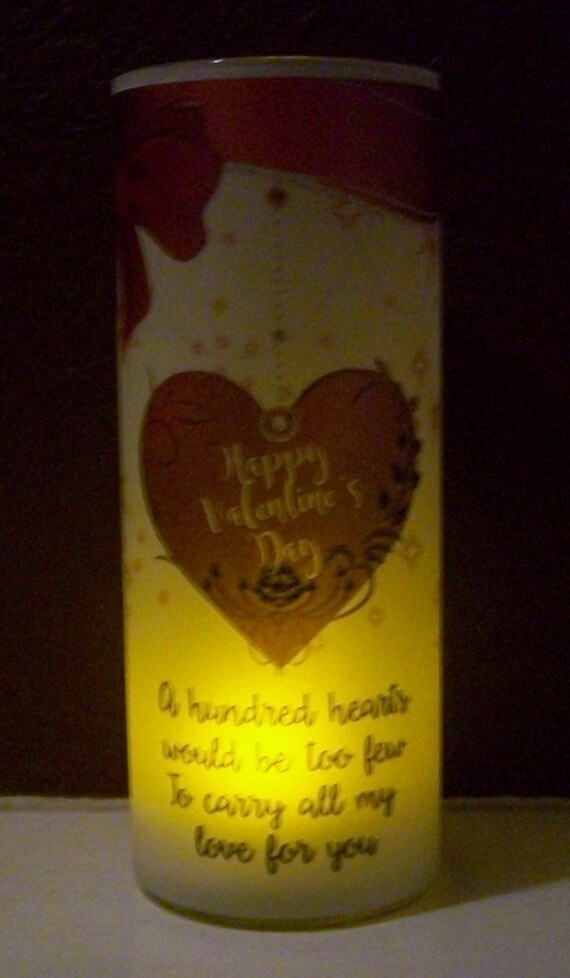 Happy
Valentine's
Day
A hundred hearts
would be too few
To carry all my
love for you